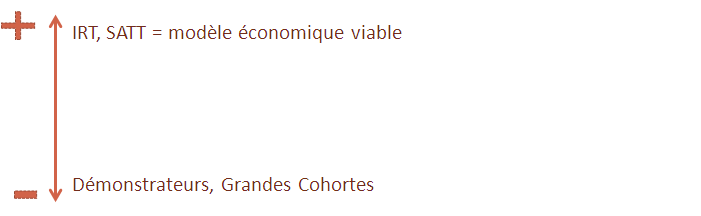 IRT, SATT = modèle économique viable
Démonstrateurs, Grandes Cohortes